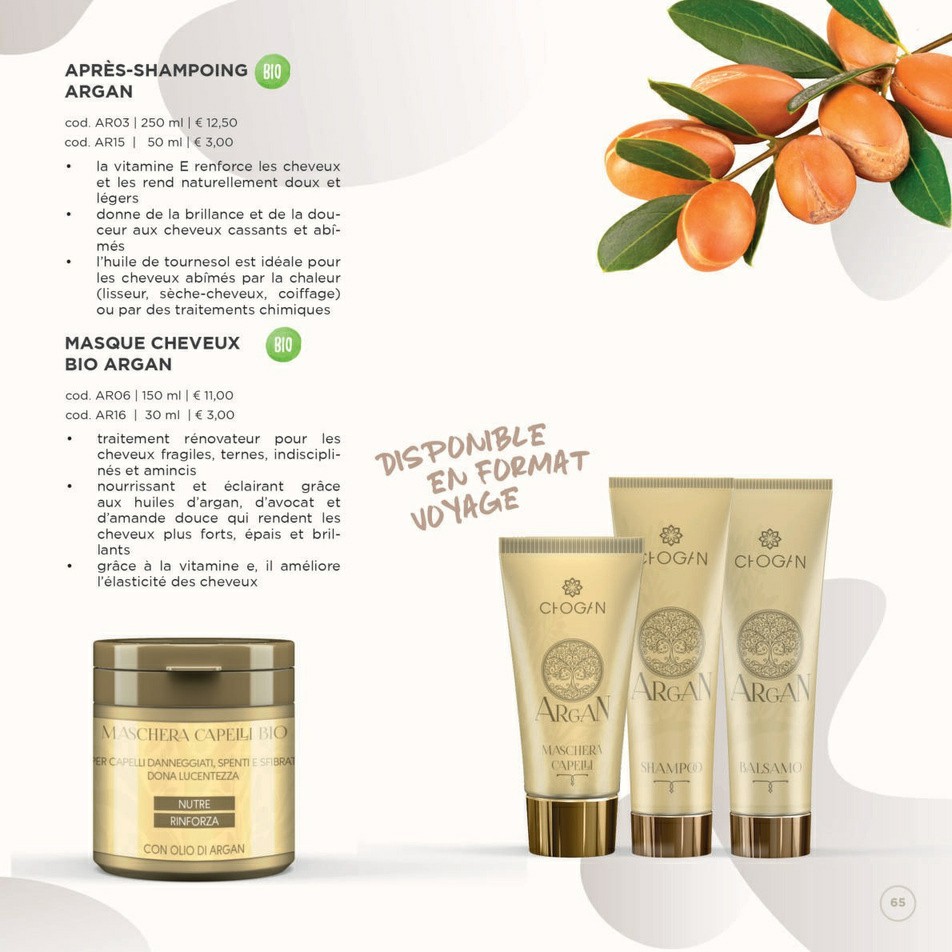 APRÈS-SHAMPOING
ARGAN
BIO
cod. AR03 | 250 ml | € 12,50
cod. AR15 | 50 ml | € 3,00
• la vitamine E renforce les cheveux
et les rend naturellement doux et
légers
• donne de la brillance et de la dou-
ceur aux cheveux cassants et abî-
més
• l'huile de tournesol est idéale pour
les cheveux abîmés par la chaleur
(lisseur, sèche-cheveux, coiffage)
ou par des traitements chimiques
MASQUE CHEVEUX
BIO ARGAN
BIO
cod. AR06 | 150 ml | € 11,00
cod. AR16 | 30 ml | € 3,00
• traitement rénovateur pour les
cheveux fragiles, ternes, indiscipli-
nés et amincis
• nourrissant et éclairant grâce
aux huiles d'argan, d'avocat et
d'amande douce qui rendent les
cheveux plus forts, épais et bril-
lants
• grâce à la vitamine e, il améliore
l'élasticité des cheveux
DISPONIBLE
EN FORMAT
VOYAGE
MASCHERA CAPELLI BIO
PER CAPELLI DANNEGGIATI, SPENTI E SFIBRAT
DONA LUCENTEZZA
NUTRE
RINFORZA
CON OLIO DI ARGAN
CHOGAN
ARGAN
MASCHERA
CAPELLI
CHOGAN
ARGAN
SHAMPOO
CHOGAN
ARGAN
BALSAMO
65